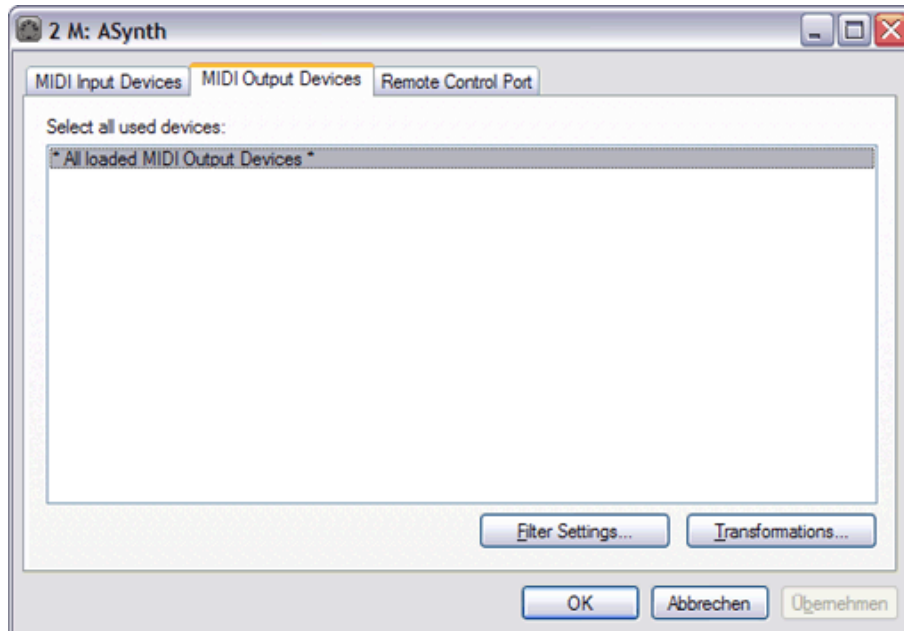 2 M: ASynth
MIDI Input Devices MIDI Output Devices Remote Control Port
Select all used devices:
* All loaded MIDI Output Devices *
Filter Settings... Transformations...
OK Abbrechen Übernehmen